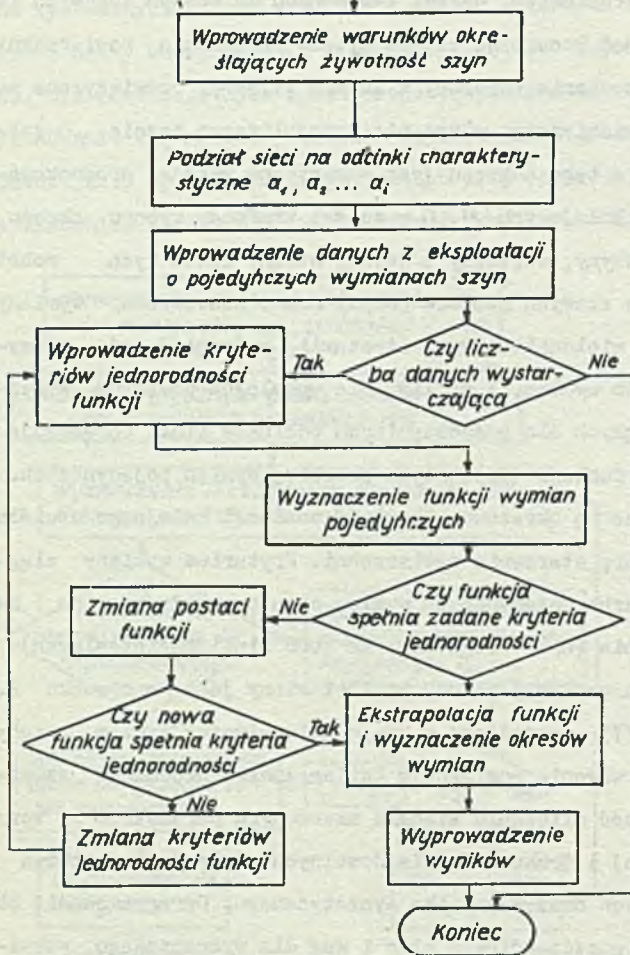 Wprowadzenie warunków okre-
ślających żywotność szyn
Podział sieci na odcinki charaktery-
styczne a₁, a₂ ... aᵢ
Wprowadzenie danych z eksploatacji
o pojedyńczych wymianach szyn
Wprowadzenie kryte-
riów jednorodności
funkcji
Tak
Czy licz-
ba danych wystar-
czająca
Nie
Wyznaczenie funkcji wymian
pojedyńczych
Zmiana postaci
funkcji
Nie
Czy funkcja
spełnia zadane kryteria
jednorodności
Czy nowa
funkcja spełnia kryteria
jednorodności
Tak
Ekstrapolacja funkcji
i wyznaczenie okresów
wymian
Nie
Zmiana kryteriów
jednorodności funkcji
Wyprowadzenie
wyników
Koniec